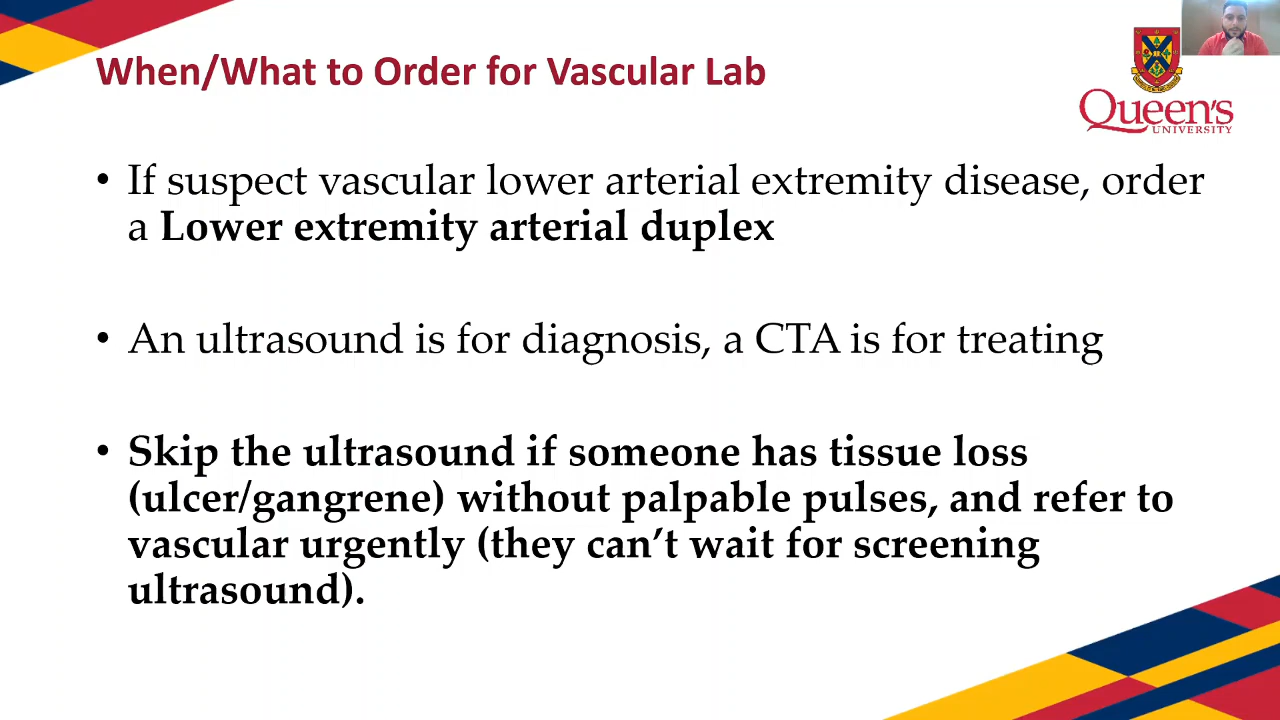 When/What to Order for Vascular Lab
Queen's
UNIVERSITY
• If suspect vascular lower arterial extremity disease, order
a Lower extremity arterial duplex
• An ultrasound is for diagnosis, a CTA is for treating
• Skip the ultrasound if someone has tissue loss
(ulcer/gangrene) without palpable pulses, and refer to
vascular urgently (they can’t wait for screening
ultrasound).